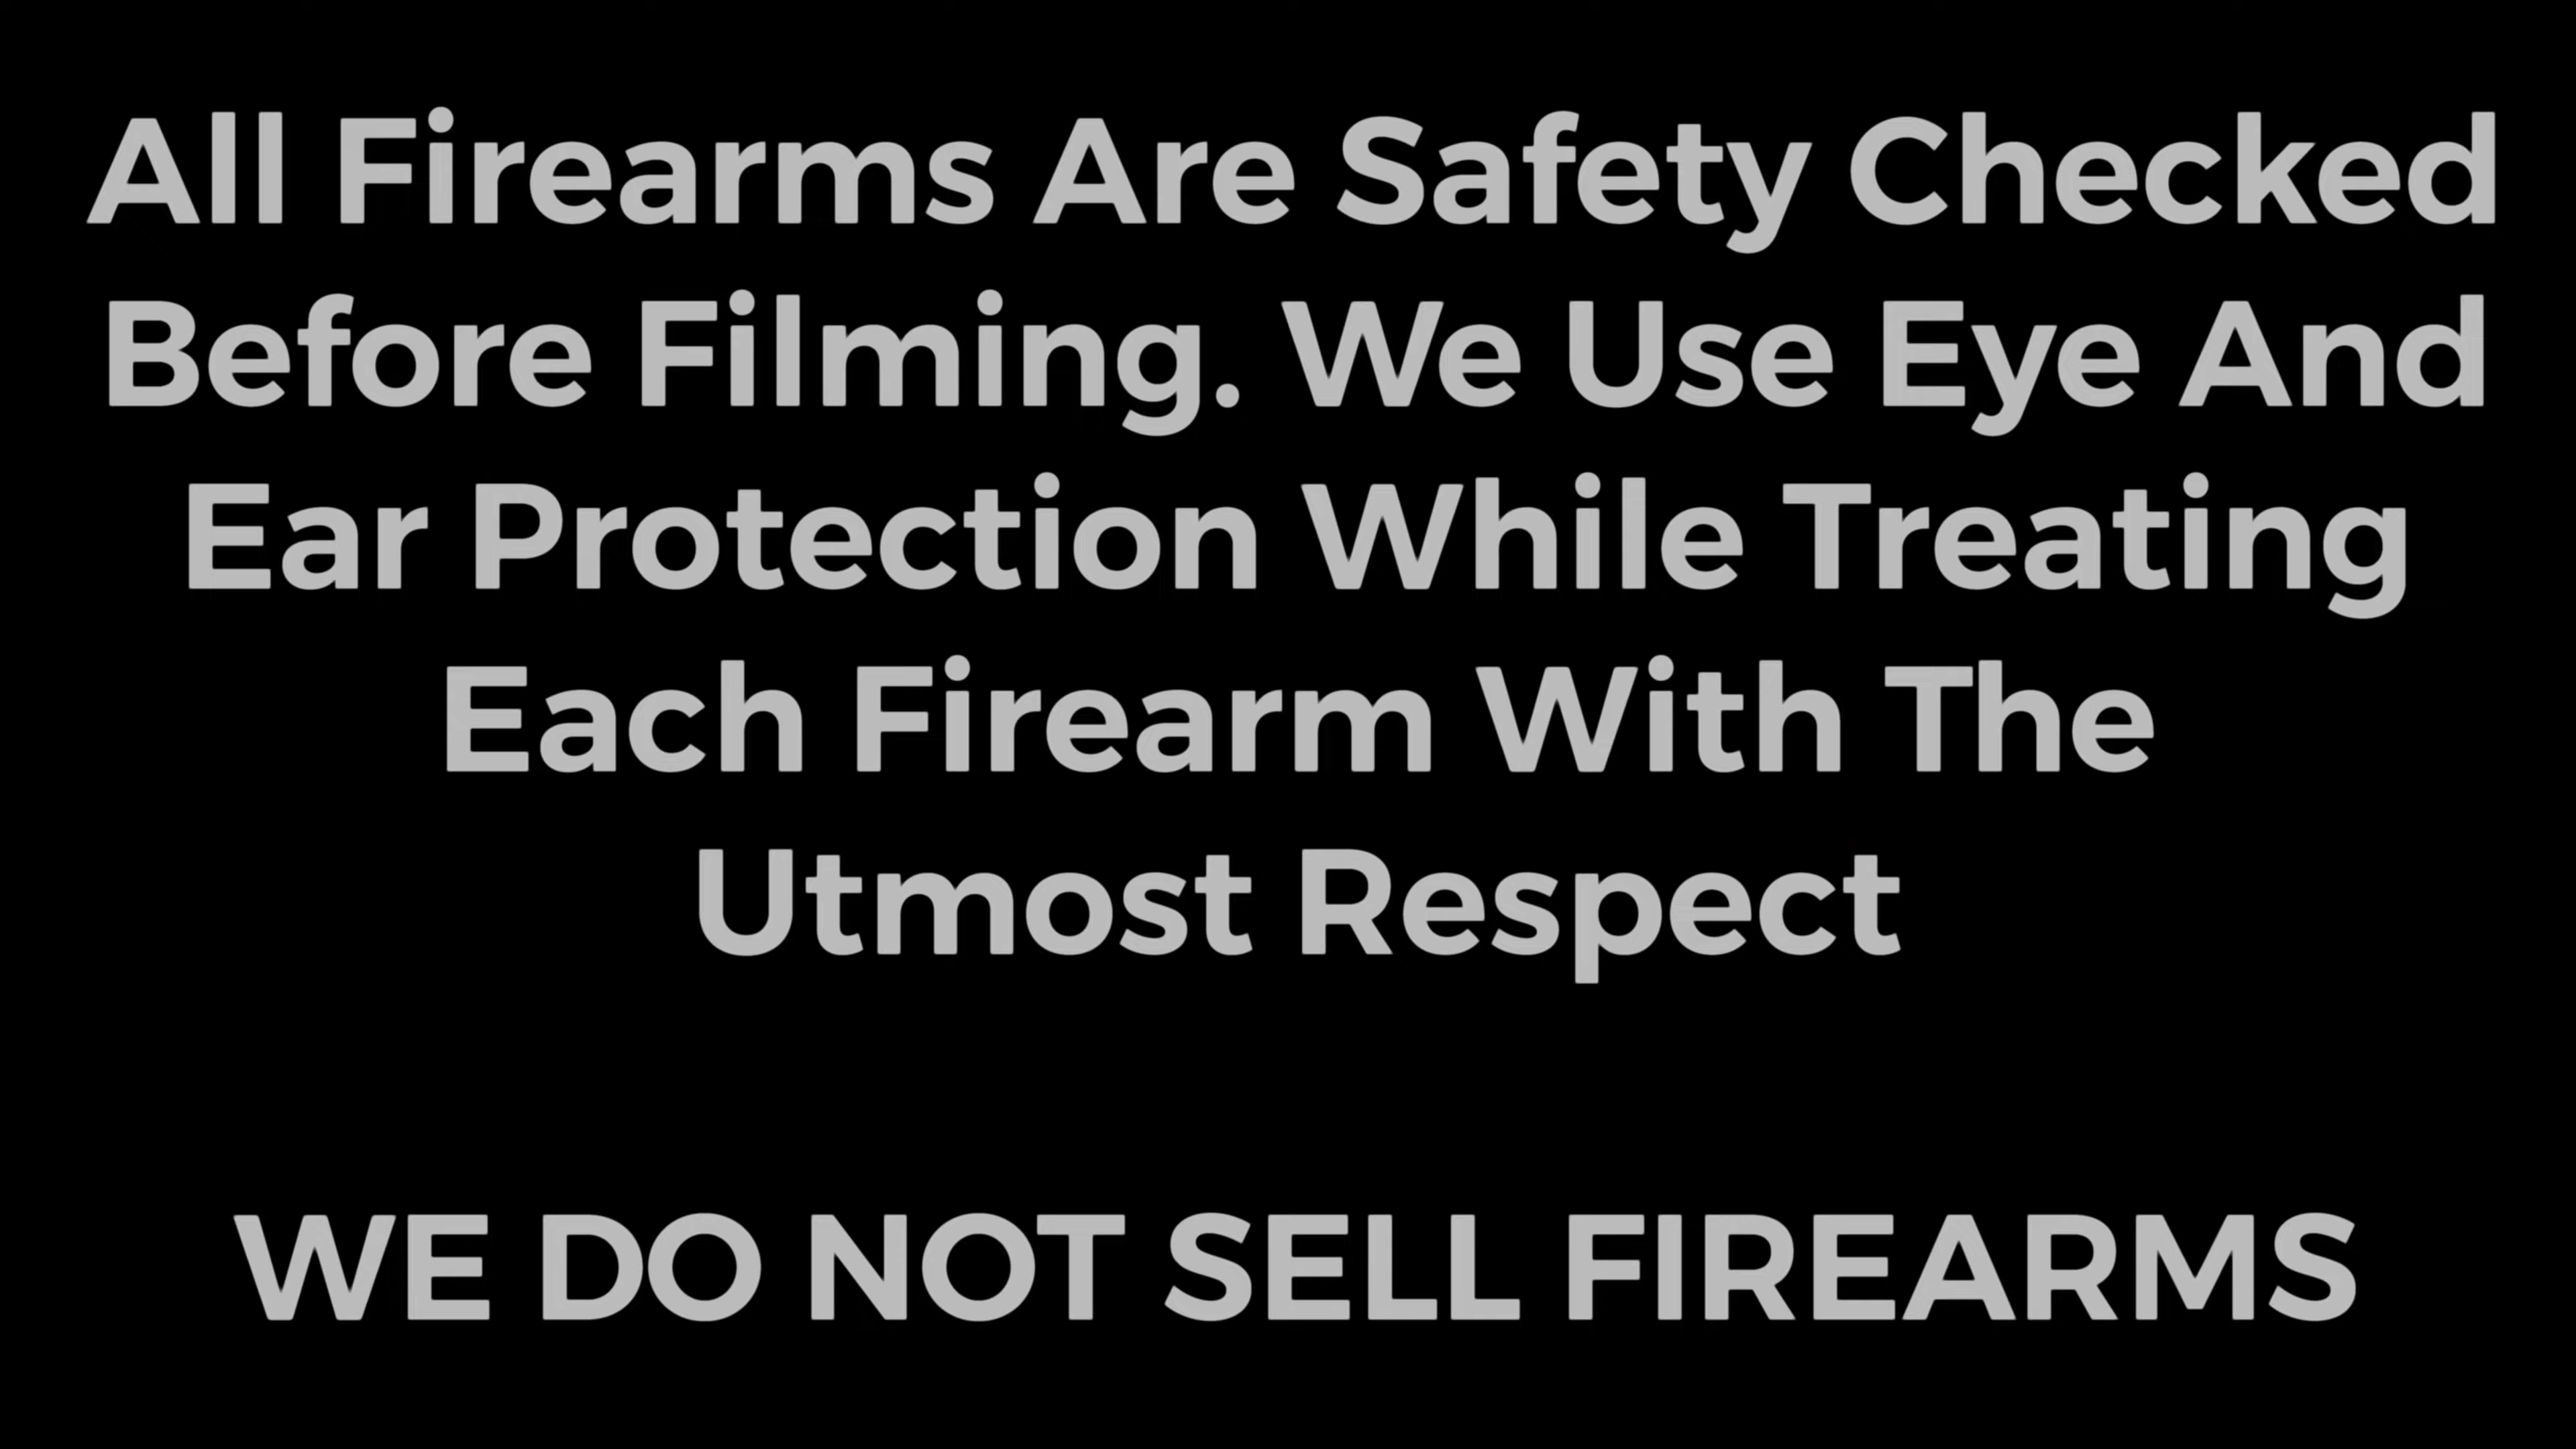 All Firearms Are Safety Checked
Before Filming. We Use Eye And
Ear Protection While Treating
Each Firearm With The
Utmost Respect
WE DO NOT SELL FIREARMS